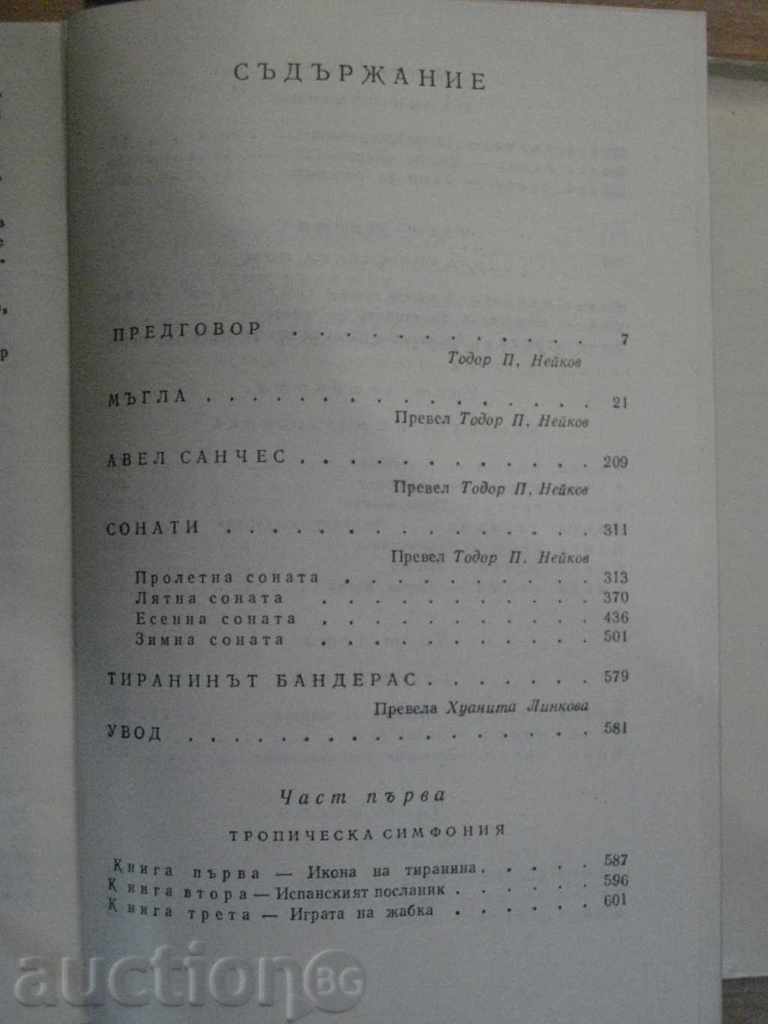 СЪДЪРЖАНИЕ
ПРЕДГОВОР . . . . . . . . . . . . 7
Тодор П. Нейков
МЪГЛА . . . . . . . . . . . . . . . . . 21
Превел Тодор П. Нейков
АВЕЛ САНЧЕС . . . . . . . . . . . . 209
Превел Тодор П. Нейков
СОНАТИ . . . . . . . . . . . . . . . . 311
Превел Тодор П. Нейков
Пролетна соната . . . . . . . . . . . 313
Лятна соната . . . . . . . . . . . . 370
Есенна соната . . . . . . . . . . . . 436
Зимна соната . . . . . . . . . . . . 501
ТИРАНИНЪТ БАНДЕРАС . . . . . . . 579
Превела Хуанита Линкова
УВОД . . . . . . . . . . . . . . . . . 581
Част първа
ТРОПИЧЕСКА СИМФОНИЯ
Книга първа — Икона на тиранина . . . . . 587
Книга втора — Испанският посланик . . . . . . 596
Книга трета — Играта на жабка . . . . . . 601
auctionBG